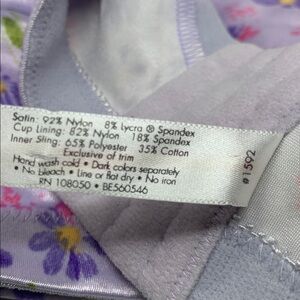 Satin: 92% Nylon 8% Lycra ® Spandex
Cup Lining: 82% Nylon 18% Spandex
Inner Sling: 65% Polyester 35% Cotton
Exclusive of trim
Hand wash cold • Dark colors separately
No bleach • Line or flat dry • No iron
RN 108050 • BE560546
#1592